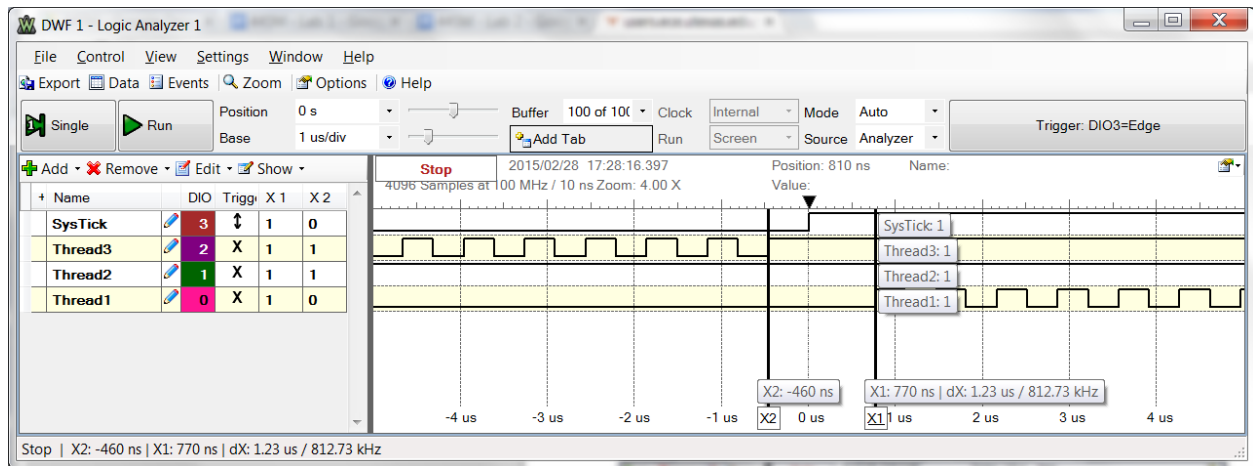 DWF 1 - Logic Analyzer 1
File Control View Settings Window Help
Export Data Events Zoom Options Help
Single Run Position 0 s Buffer 100 of 10( Clock Internal Mode Auto Trigger: DIO3=Edge
Base 1 us/div Add Tab Run Screen Source Analyzer
Add Remove Edit Show Stop 2015/02/28 17:28:16.397 Position: 810 ns Name:
4096 Samples at 100 MHz / 10 ns Zoom: 4.00 X Value:
+ Name DIO Trigg X 1 X 2
SysTick 3 ↕ 1 0 SysTick: 1
Thread3 2 X 1 1 Thread3: 1
Thread2 1 X 1 1 Thread2: 1
Thread1 0 X 1 0 Thread1: 1
X2: -460 ns X1: 770 ns | dX: 1.23 us / 812.73 kHz
-4 us -3 us -2 us -1 us X2 0 us X1 1 us 2 us 3 us 4 us
Stop | X2: -460 ns | X1: 770 ns | dX: 1.23 us / 812.73 kHz